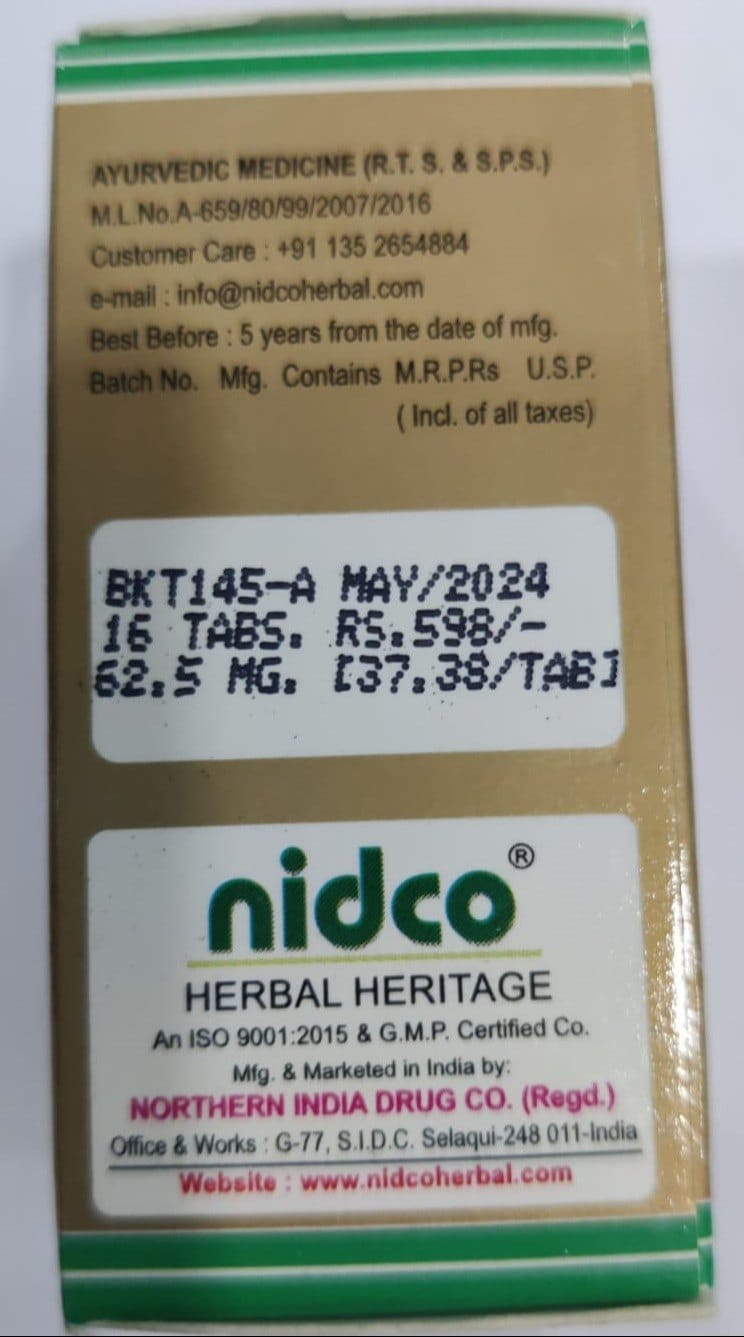 AYURVEDIC MEDICINE (R.T. S. & S.P.S.)
M.L.No.A-659/80/99/2007/2016
Customer Care : +91 135 2654884
e-mail : info@nidcoherbal.com
Best Before : 5 years from the date of mfg.
Batch No. Mfg. Contains M.R.P.Rs U.S.P.
( Incl. of all taxes)
BKT145-A MAY/2024
16 TABS. RS.598/-
62.5 MG. [37.38/TAB]
nidco®
HERBAL HERITAGE
An ISO 9001:2015 & G.M.P. Certified Co.
Mfg. & Marketed in India by:
NORTHERN INDIA DRUG CO. (Regd.)
Office & Works : G-77, S.I.D.C. Selaqui-248 011-India
Website : www.nidcoherbal.com